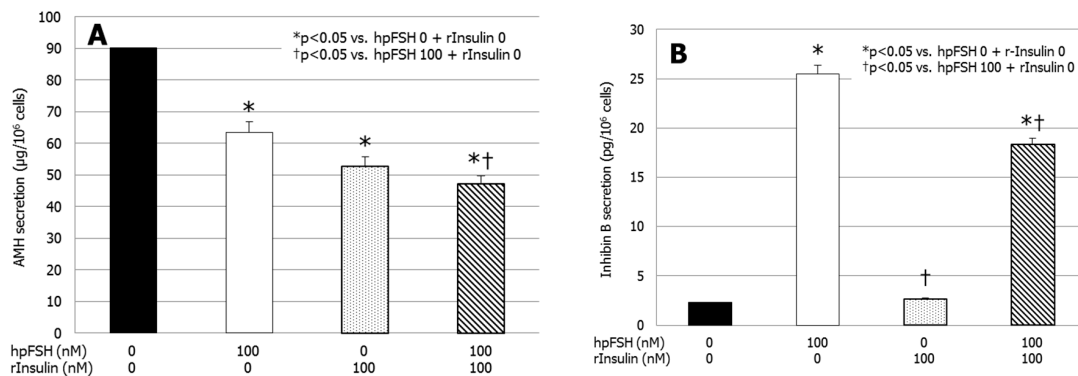 A
*p<0.05 vs. hpFSH 0 + rInsulin 0
†p<0.05 vs. hpFSH 100 + rInsulin 0
AMH secretion (μg/10⁶ cells)
100
90
80
70
60
50
40
30
20
10
0
*
*
*†
hpFSH (nM) 0 100 0 100
rInsulin (nM) 0 0 100 100
B
*p<0.05 vs. hpFSH 0 + r-Insulin 0
†p<0.05 vs. hpFSH 100 + rInsulin 0
Inhibin B secretion (pg/10⁶ cells)
30
25
20
15
10
5
0
*
†
*†
hpFSH (nM) 0 100 0 100
rInsulin (nM) 0 0 100 100